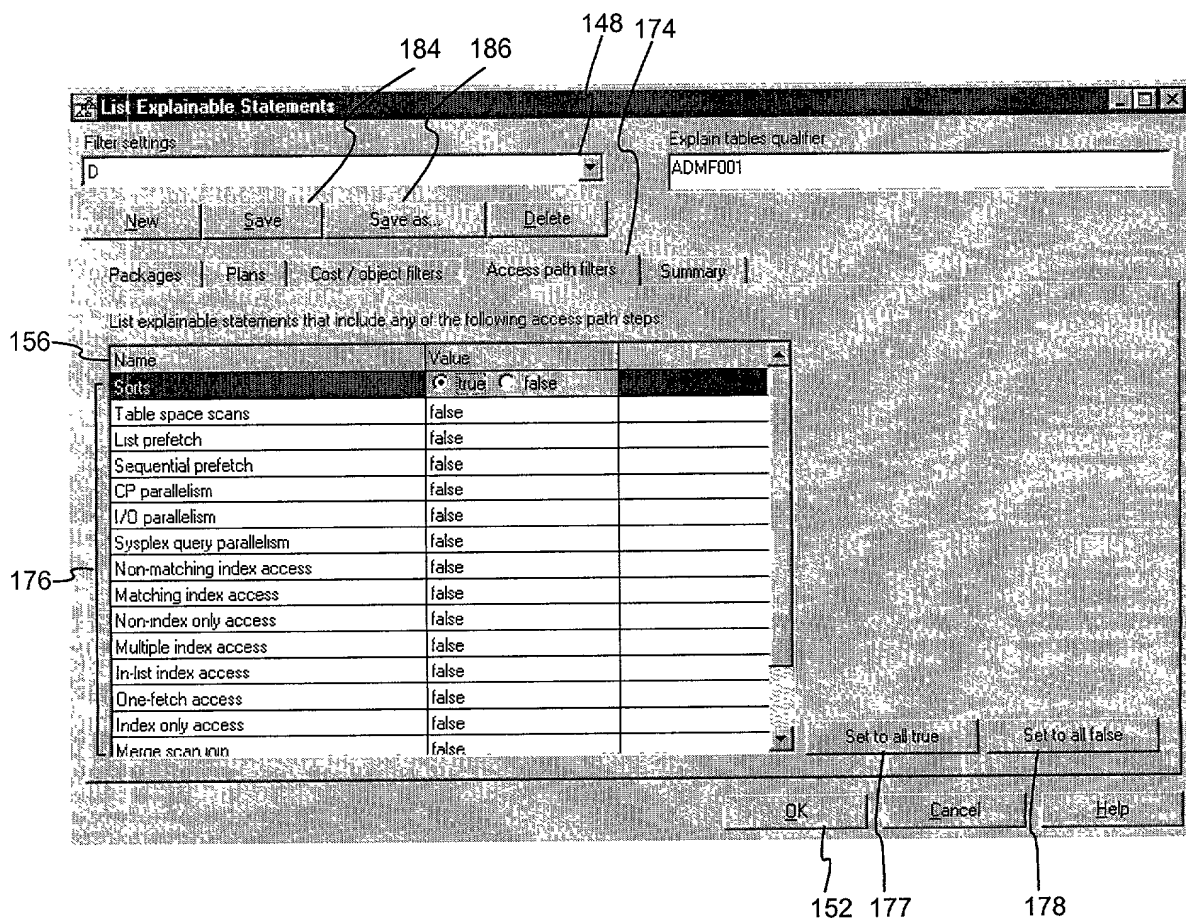 184 186 148 174
List Explainable Statements
Filter settings Explain tables qualifier
D ADMF001
New Save Save as... Delete
Packages Plans Cost / object filters Access path filters Summary
List explainable statements that include any of the following access path steps:
156 Name Value
Sorts true false
Table space scans false
List prefetch false
Sequential prefetch false
CP parallelism false
I/O parallelism false
Sysplex query parallelism false
176 Non-matching index access false
Matching index access false
Non-index only access false
Multiple index access false
In-list index access false
One-fetch access false
Index only access false
Merge scan join false
Set to all true Set to all false
OK Cancel Help
152 177 178